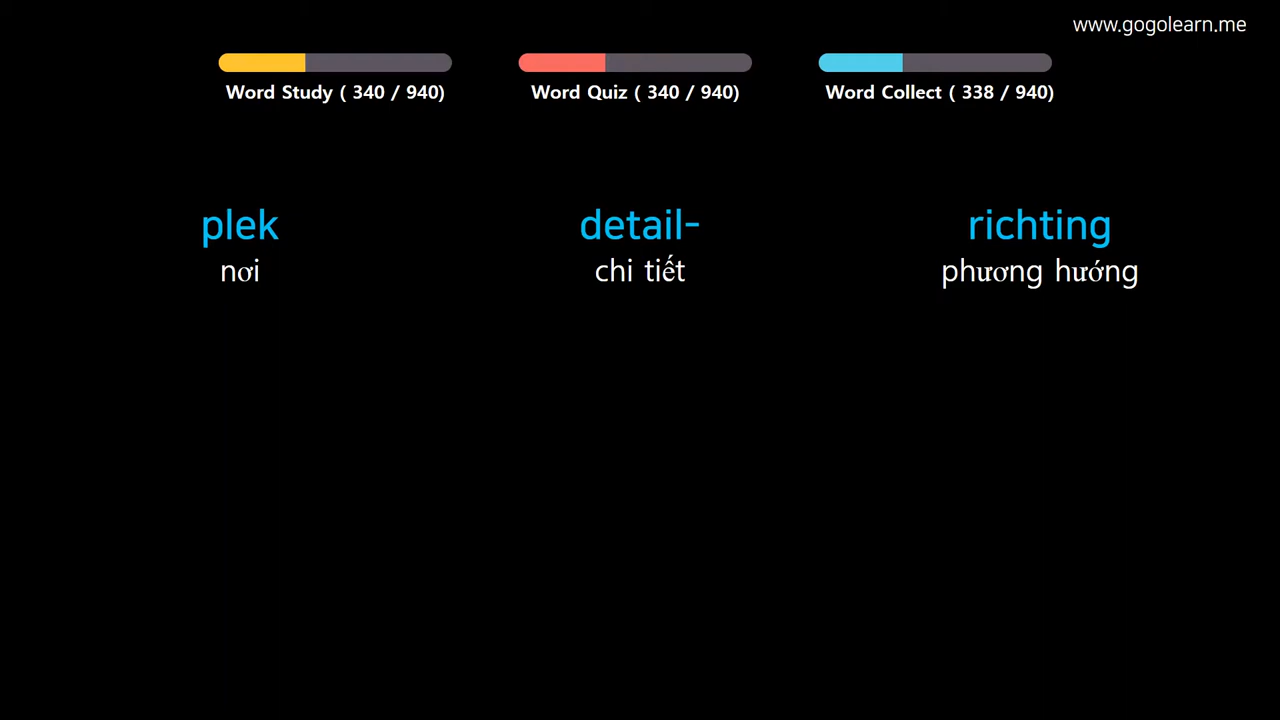 www.gogolearn.me
Word Study ( 340 / 940)
Word Quiz ( 340 / 940)
Word Collect ( 338 / 940)
plek
nơi
detail-
chi tiết
richting
phương hướng